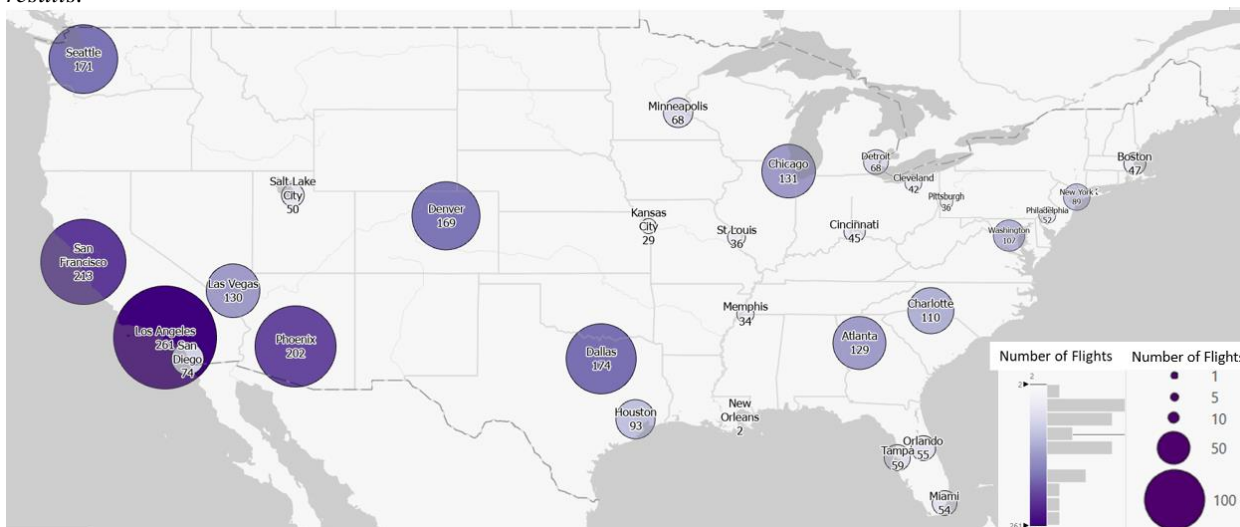 results.
Seattle
171
Minneapolis
68
Chicago
131
Detroit
68
Cleveland
42
Pittsburgh
36
Boston
47
New York
89
Philadelphia
52
Washington
107
Salt Lake
City
50
Denver
169
Kansas
City
29
St Louis
36
Cincinnati
45
San
Francisco
213
Las Vegas
130
Los Angeles
261
San
Diego
74
Phoenix
202
Memphis
34
Charlotte
110
Atlanta
129
Dallas
174
Houston
93
New
Orleans
2
Orlando
55
Tampa
59
Miami
54
Number of Flights
2
2
261
Number of Flights
1
5
10
50
100